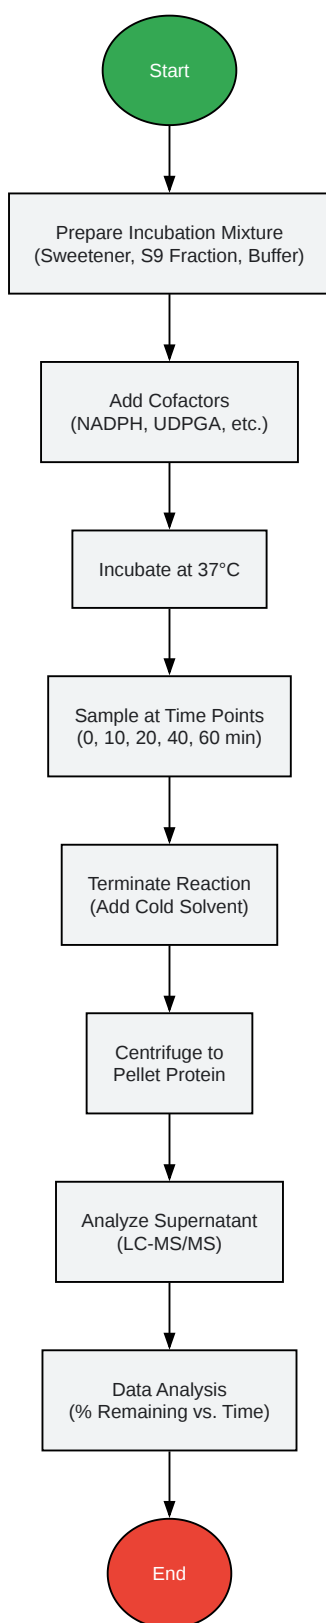 Start
Prepare Incubation Mixture
(Sweetener, S9 Fraction, Buffer)
Add Cofactors
(NADPH, UDPGA, etc.)
Incubate at 37°C
Sample at Time Points
(0, 10, 20, 40, 60 min)
Terminate Reaction
(Add Cold Solvent)
Centrifuge to
Pellet Protein
Analyze Supernatant
(LC-MS/MS)
Data Analysis
(% Remaining vs. Time)
End